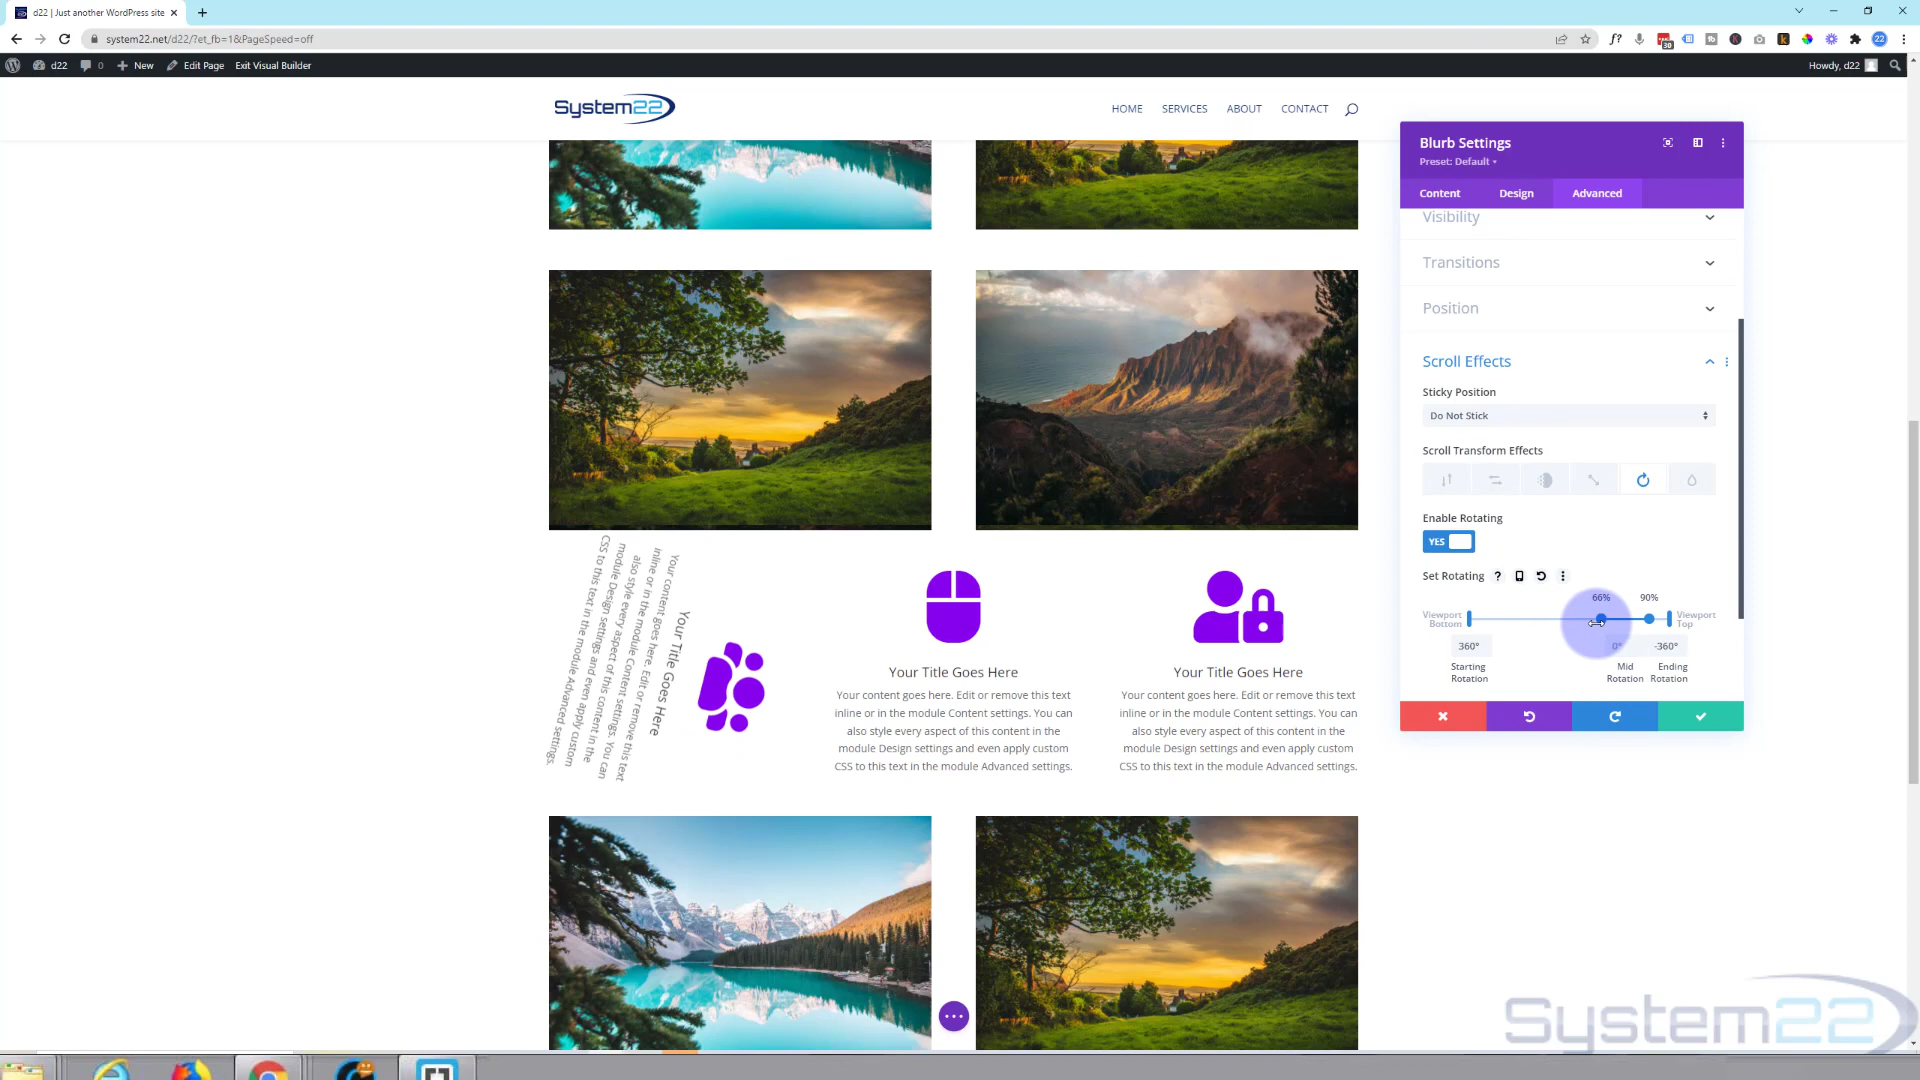 d22 | Just another WordPress site
system22.net/d22/?et_fb=1&PageSpeed=off
f?
30
22
d22
0
New
Edit Page
Exit Visual Builder
Howdy, d22
System22
HOME
SERVICES
ABOUT
CONTACT
Blurb Settings
Preset: Default
Content
Design
Advanced
Visibility
Transitions
Position
Scroll Effects
Sticky Position
Do Not Stick
Scroll Transform Effects
Enable Rotating
YES
Set Rotating
66%
90%
Viewport
Bottom
Viewport
Top
360°
0°
-360°
Starting
Rotation
Mid
Rotation
Ending
Rotation
Your Title Goes Here
Your content goes here. Edit or remove this text
inline or in the module Content settings. You can
also style every aspect of this content in the
module Design settings and even apply custom
CSS to this text in the module Advanced settings.
Your Title Goes Here
Your content goes here. Edit or remove this text
inline or in the module Content settings. You can
also style every aspect of this content in the
module Design settings and even apply custom
CSS to this text in the module Advanced settings.
Your Title Goes Here
Your content goes here. Edit or remove this text
inline or in the module Content settings. You can
also style every aspect of this content in the
module Design settings and even apply custom
CSS to this text in the module Advanced settings.
System22